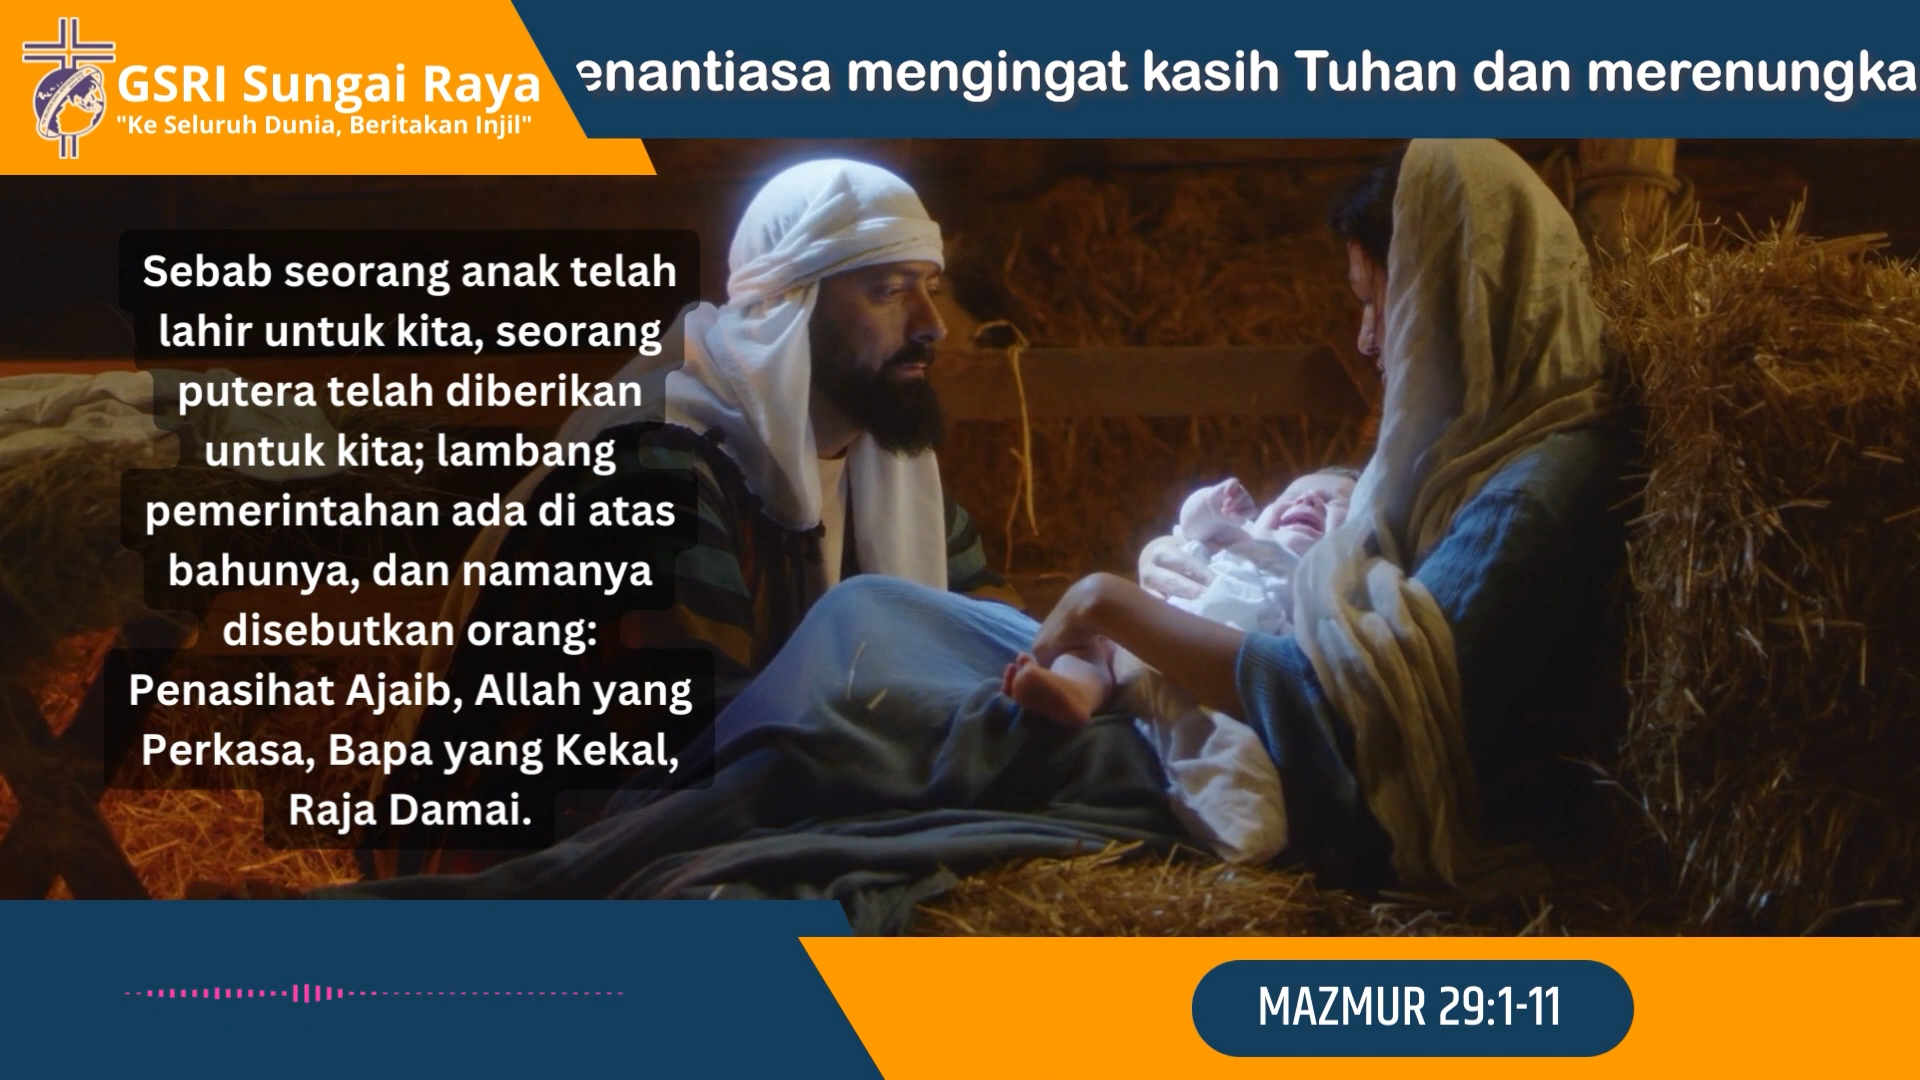 GSRI Sungai Raya
"Ke Seluruh Dunia, Beritakan Injil"
enantiasa mengingat kasih Tuhan dan merenungka
Sebab seorang anak telah
lahir untuk kita, seorang
putera telah diberikan
untuk kita; lambang
pemerintahan ada di atas
bahunya, dan namanya
disebutkan orang:
Penasihat Ajaib, Allah yang
Perkasa, Bapa yang Kekal,
Raja Damai.
MAZMUR 29:1-11